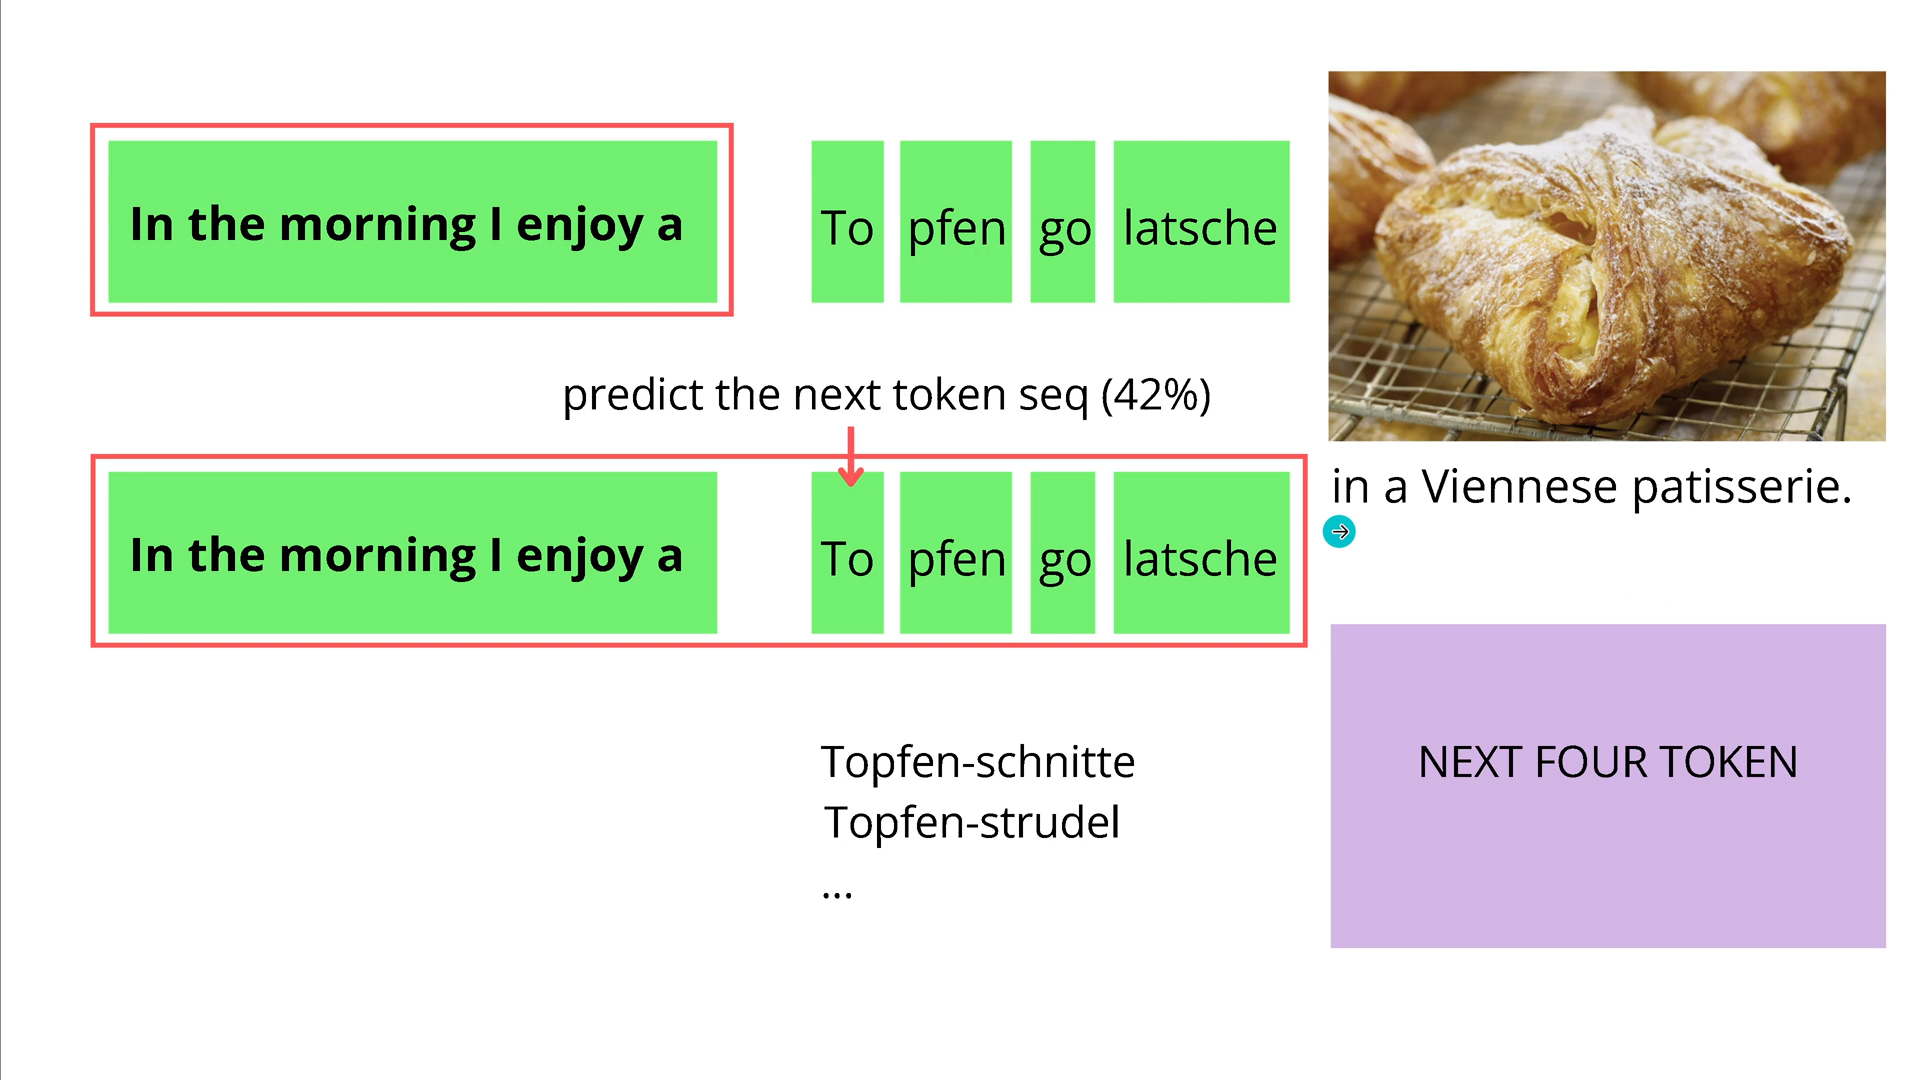 In the morning I enjoy a To pfen go latsche
predict the next token seq (42%)
In the morning I enjoy a To pfen go latsche
in a Viennese patisserie.
Topfen-schnitte
Topfen-strudel
...
NEXT FOUR TOKEN